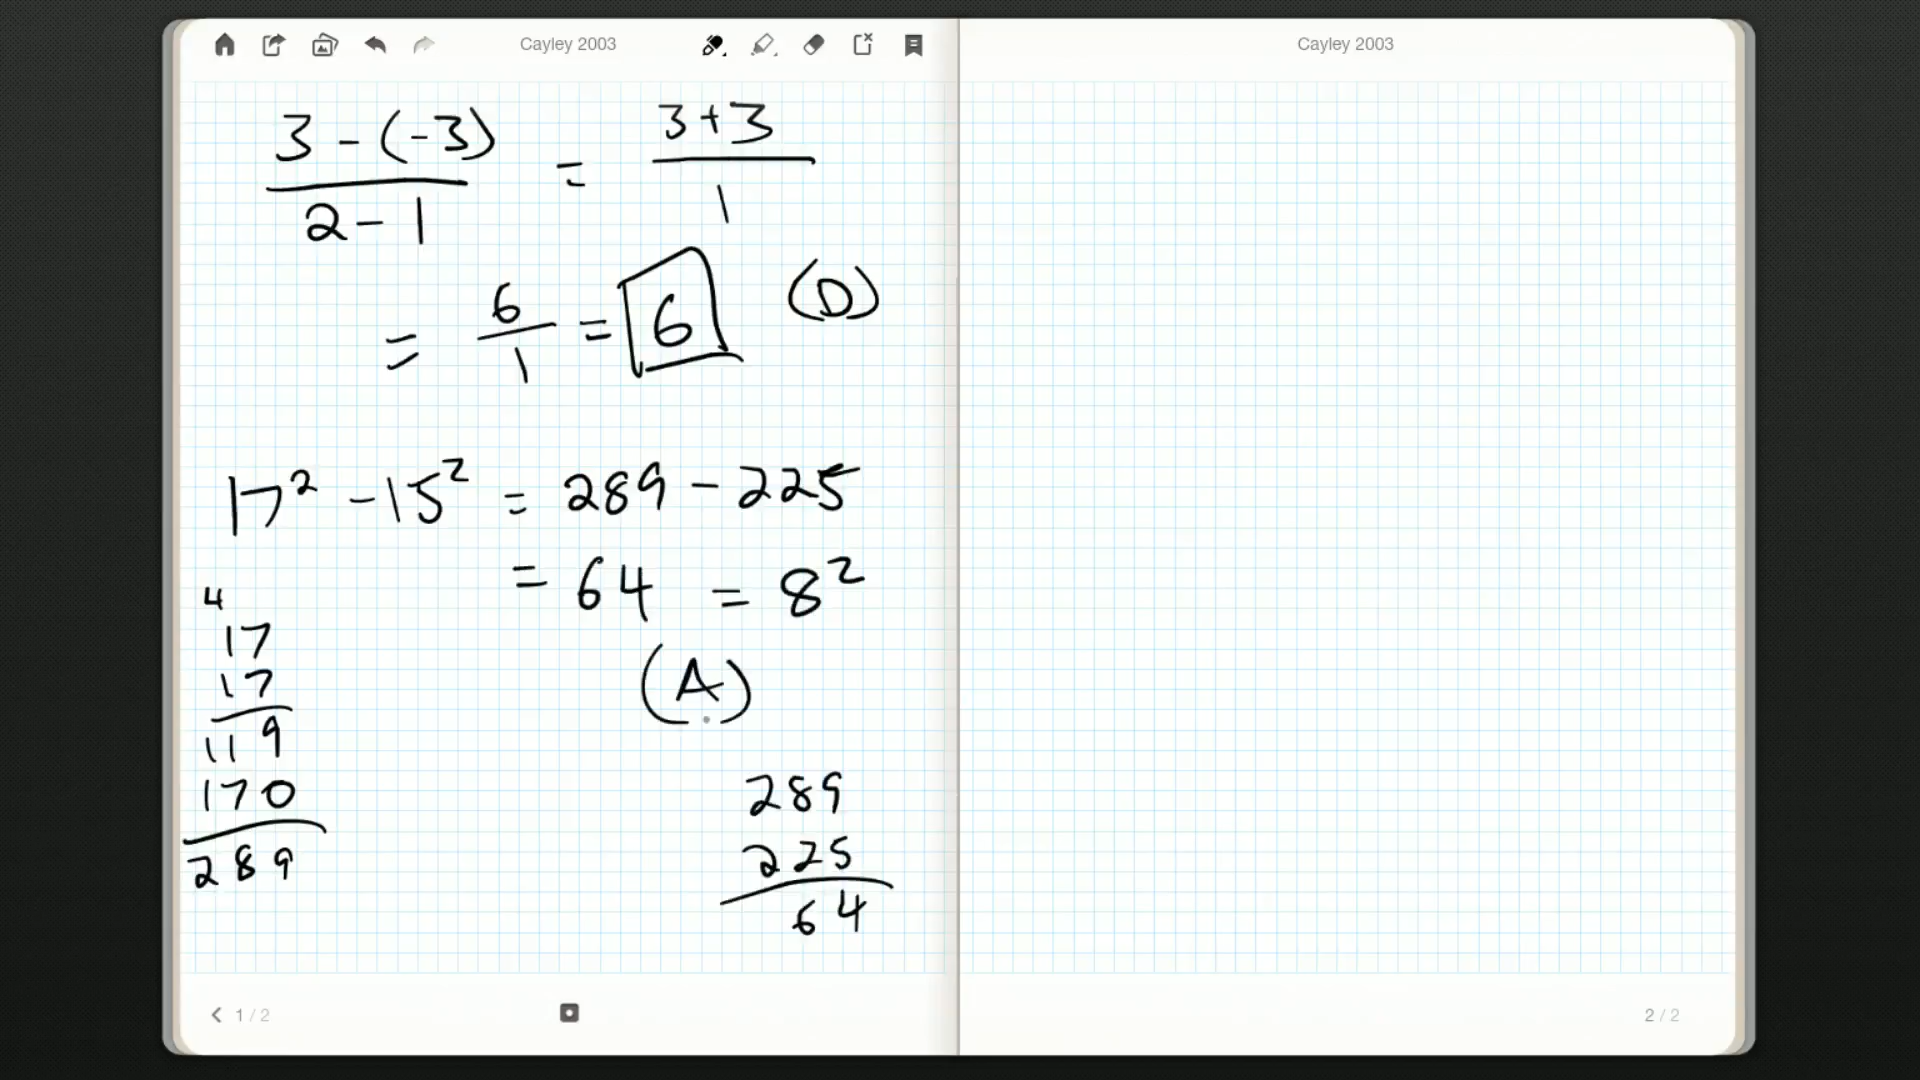 Cayley 2003
Cayley 2003
3 - (-3) / 2 - 1 = 3 + 3 / 1
= 6 / 1 = 6 (D)
17² - 15² = 289 - 225
= 64 = 8²
(A)
4
17
17
119
170
289
289
225
64
1 / 2
2 / 2